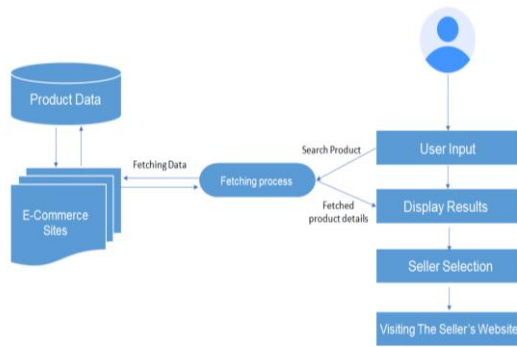 Product Data
Search Product
User Input
Fetching Data
Fetching process
E-Commerce
Sites
Fetched
product details
Display Results
Seller Selection
Visiting The Seller's Website